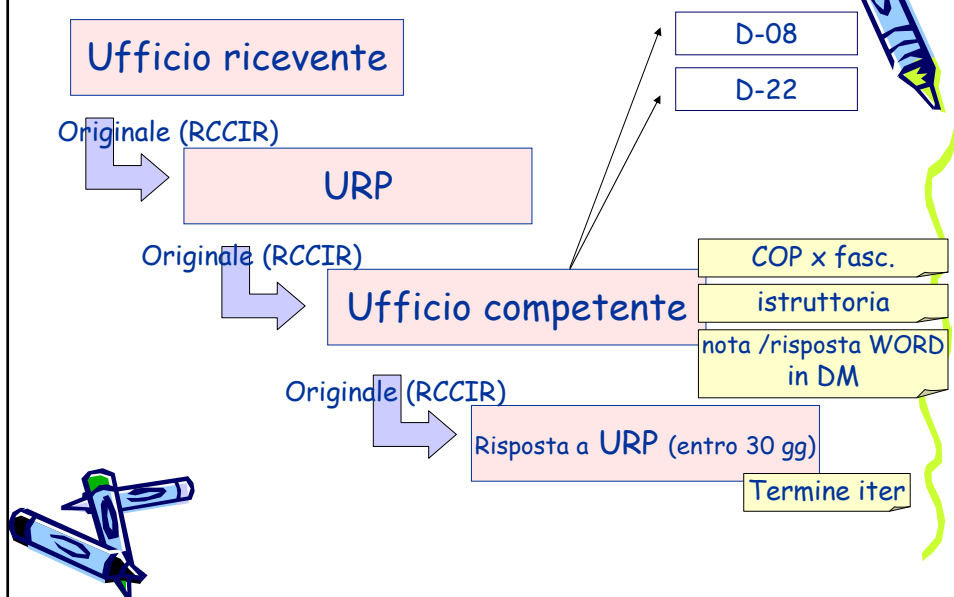 Ufficio ricevente
D-08
D-22
Originale (RCCIR)
URP
Originale (RCCIR)
Ufficio competente
COP x fasc.
istruttoria
nota /risposta WORD
in DM
Originale (RCCIR)
Risposta a URP (entro 30 gg)
Termine iter